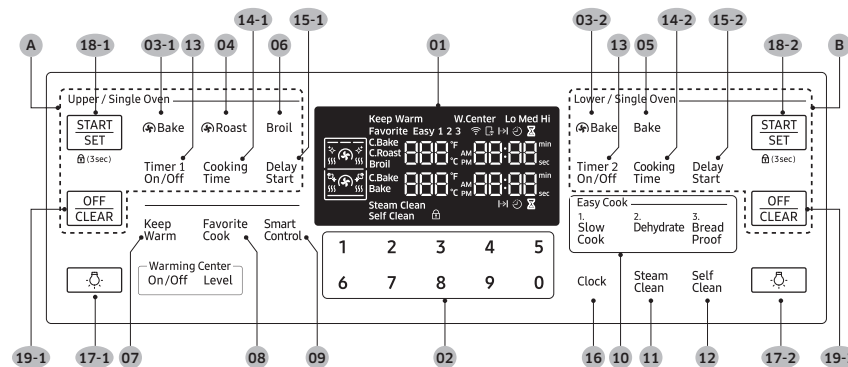 14-1 15-1 03-2 14-2 15-2
A 18-1 03-1 13 04 06 01 13 05 18-2 B
Upper / Single Oven
Lower / Single Oven
START
SET
(3sec)
Bake Roast Broil
Timer 1
On/Off
Cooking
Time
Delay
Start
Keep Warm W.Center Lo Med Hi
Favorite Easy 1 2 3
C.Bake
C.Roast
Broil
888 °F °C AM PM 88:88 min sec
C.Bake
Bake
888 °F °C AM PM 88:88 min sec
Steam Clean
Self Clean
Bake Bake
Timer 2
On/Off
Cooking
Time
Delay
Start
START
SET
(3sec)
OFF
CLEAR
Keep
Warm
Favorite
Cook
Smart
Control
Warming Center
On/Off Level
1 2 3 4 5
6 7 8 9 0
Easy Cook
1.
Slow
Cook
2.
Dehydrate
3.
Bread
Proof
Clock
Steam
Clean
Self
Clean
OFF
CLEAR
19-1 17-1 07 08 09 02 16 10 11 12 17-2